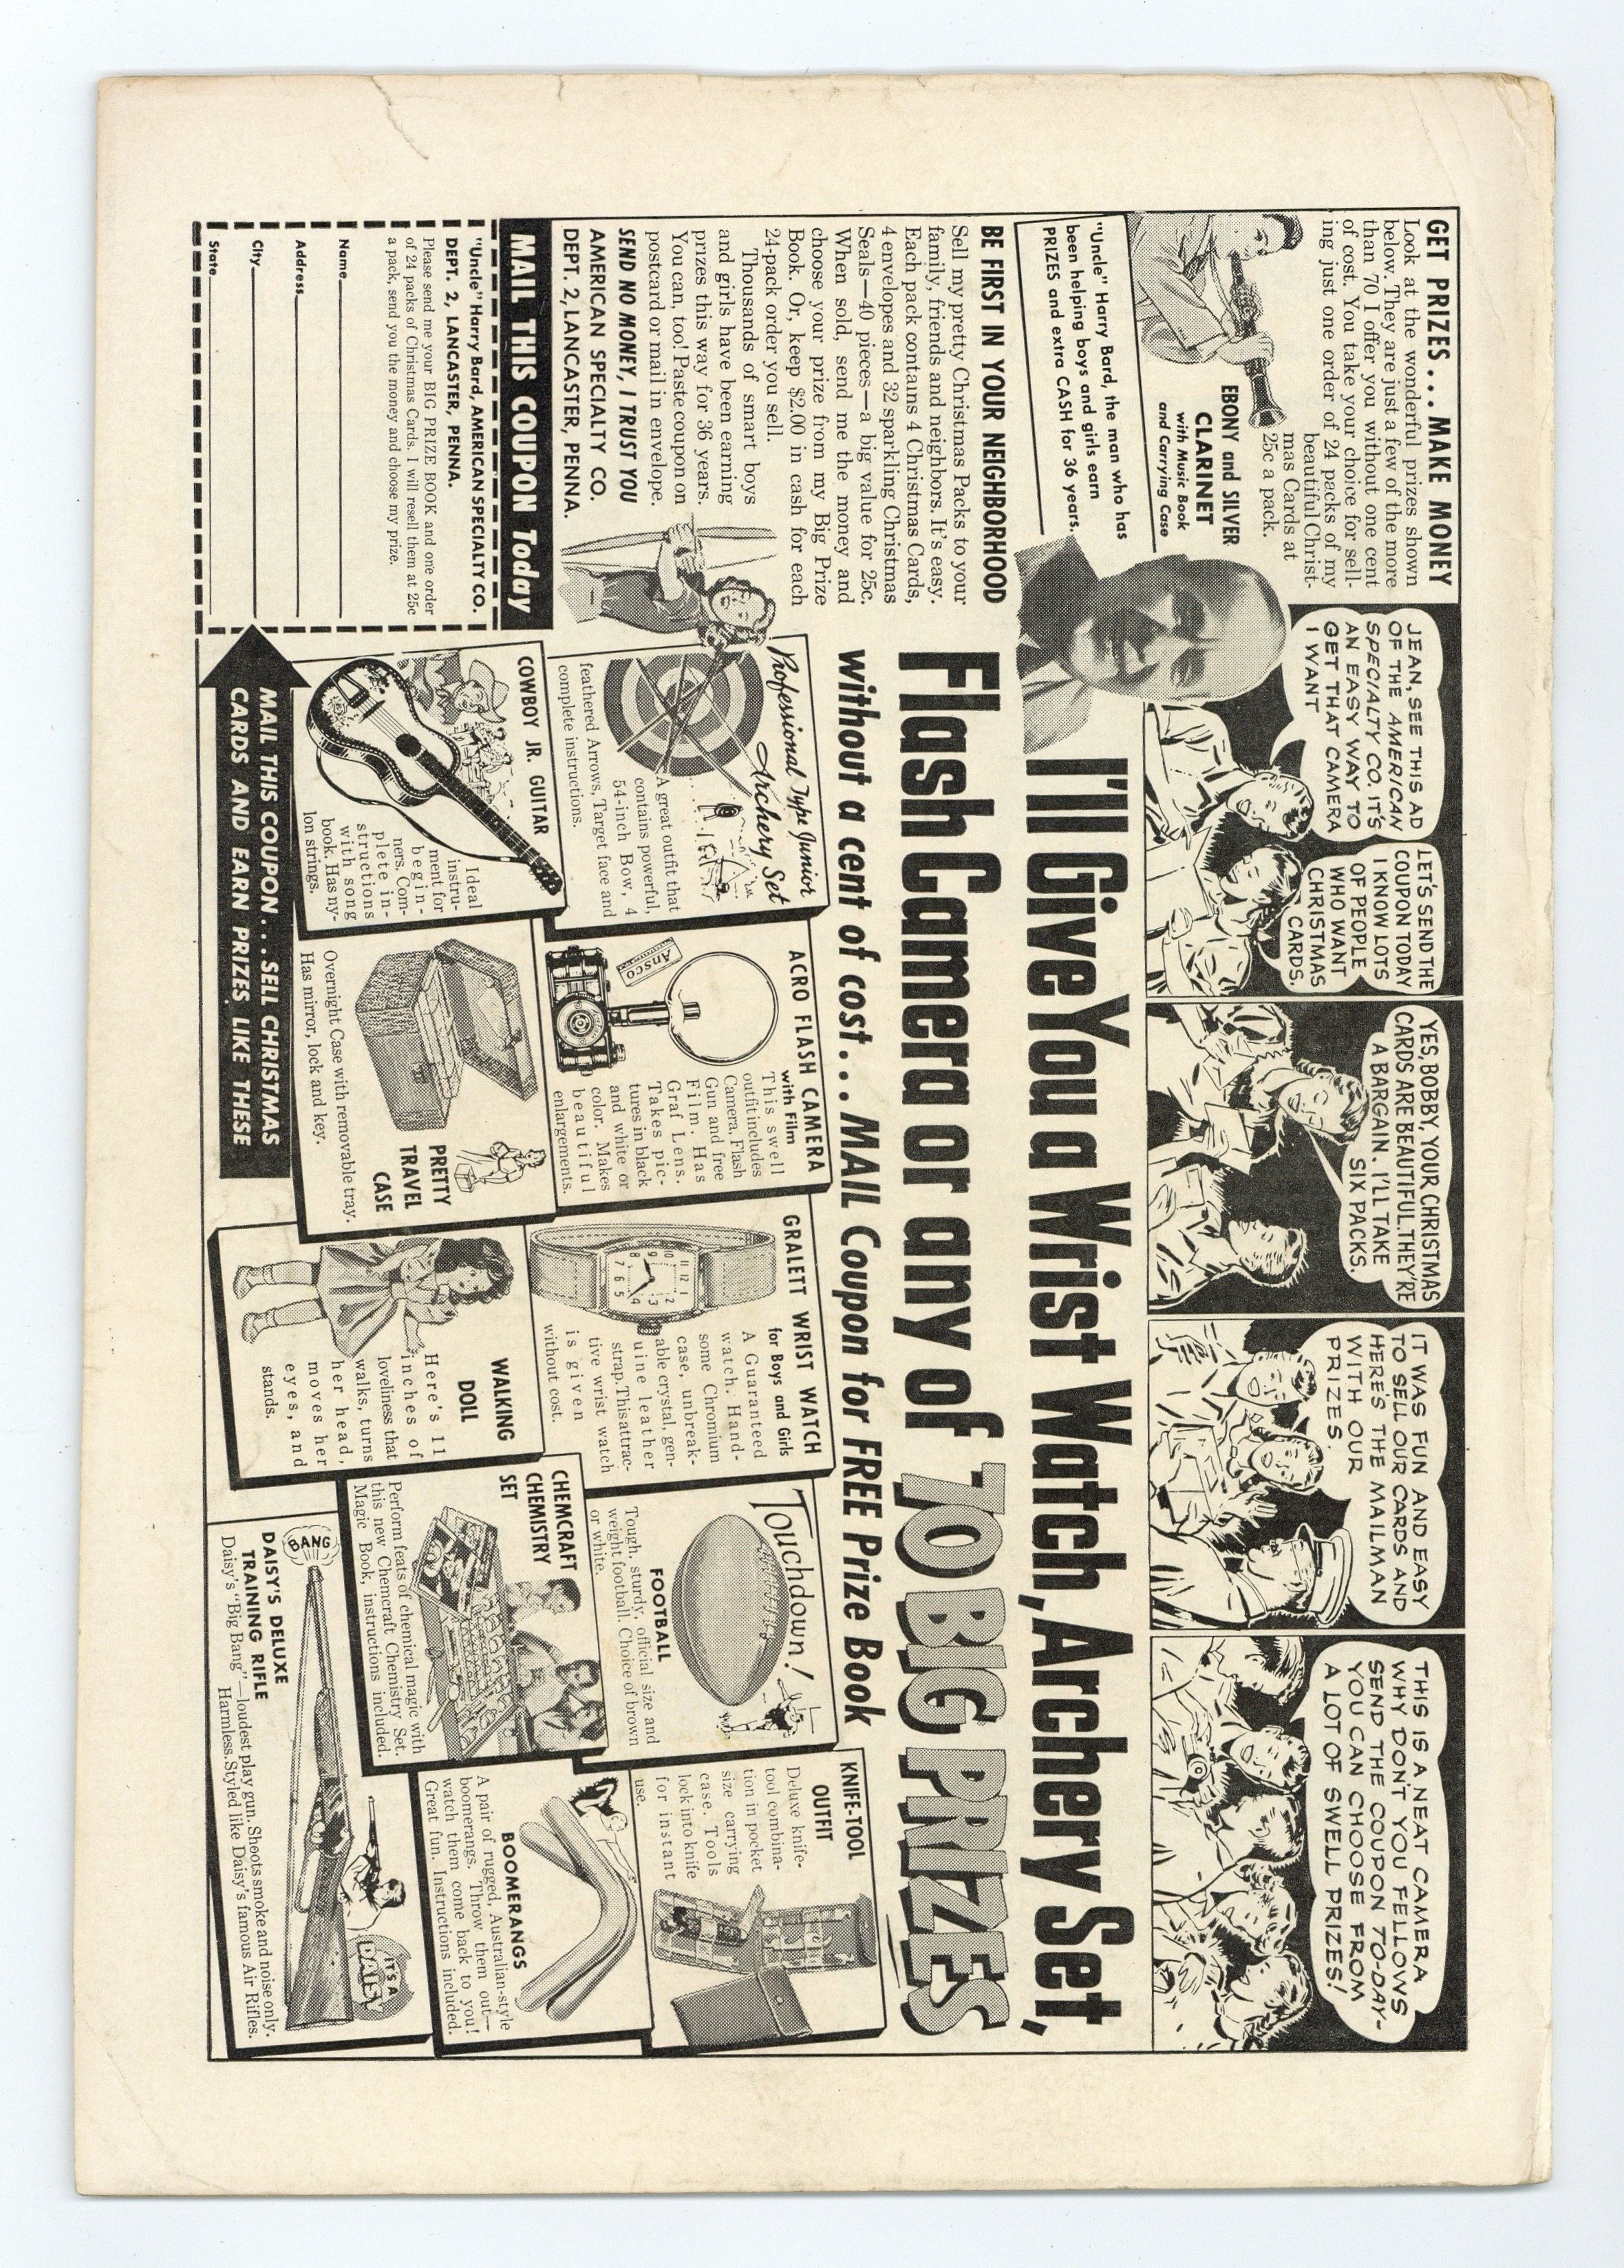 GET PRIZES... MAKE MONEY
Look at the wonderful prizes shown
below. They are just a few of the more
than 70 I offer you without one cent
of cost. You take your choice for sell-
ing just one order of 24 packs of my
beautiful Christ-
mas Cards at
25c a pack.
EBONY and SILVER
CLARINET
with Music Book
and Carrying Case
"Uncle" Harry Bard, the man who has
been helping boys and girls earn
PRIZES and extra CASH for 36 years.
JEAN, SEE THIS AD
OF THE AMERICAN
SPECIALTY CO. IT'S
AN EASY WAY TO
GET THAT CAMERA
I WANT
LET'S SEND THE
COUPON TODAY
I KNOW LOTS
OF PEOPLE
WHO WANT
CHRISTMAS
CARDS.
YES, BOBBY, YOUR CHRISTMAS
CARDS ARE BEAUTIFUL. THEY'RE
A BARGAIN. I'LL TAKE
SIX PACKS.
IT WAS FUN AND EASY
TO SELL OUR CARDS AND
HERE'S THE MAILMAN
WITH OUR
PRIZES.
THIS IS A NEAT CAMERA.
WHY DON'T YOU FELLOWS
SEND THE COUPON TO-DAY-
YOU CAN CHOOSE FROM
A LOT OF SWELL PRIZES!
I'll Give You a Wrist Watch, Archery Set,
Flash Camera or any of 70 BIG PRIZES
without a cent of cost... MAIL Coupon for FREE Prize Book
BE FIRST IN YOUR NEIGHBORHOOD
Sell my pretty Christmas Packs to your
family, friends and neighbors. It's easy.
Each pack contans 4 Christmas Cards,
4 envelopes and 32 sparkling Christmas
Seals—40 pieces—a big value for 25c.
When sold, send me the money and
choose your prize from my Big Prize
Book. Or, keep $2.00 in cash for each
24-pack order you sell.
Thousands of smart boys
and girls have been earning
prizes this way for 36 years.
You can, too! Paste coupon on
postcard or mail in envelope.
SEND NO MONEY, I TRUST YOU
AMERICAN SPECIALTY CO.
DEPT. 2, LANCASTER, PENNA.
MAIL THIS COUPON Today
"Uncle" Harry Bard, AMERICAN SPECIALTY CO.
DEPT. 2, LANCASTER, PENNA.
Please send me your BIG PRIZE BOOK and one order
of 24 packs of Christmas Cards. I will resell them at 25c
a pack, send you the money and choose my prize.
Name
Address
City
State
Professional Type Junior
Archery Set
A great outfit that
contains powerful,
54-inch Bow, 4
feathered Arrows, Target face and
complete instructions.
ACRO FLASH CAMERA
with Film
Ansco
This swell
outfit includes
Camera, Flash
Gun and free
Film. Has
Graf Lens.
Takes pic-
tures in black
and white or
color. Makes
beautiful
enlargements.
GRALETT WRIST WATCH
for Boys and Girls
A Guaranteed
watch. Hand-
some Chromium
case, unbreak-
able crystal, gen-
uine leather
strap. This attrac-
tive wrist watch
is given
without cost.
Touchdown!
FOOTBALL
Tough, sturdy, official size and
weight football. Choice of brown
or white.
KNIFE-TOOL
OUTFIT
Deluxe knife-
tool combina-
tion in pocket
size carrying
case. Tools
lock into knife
for instant
use.
COWBOY JR. GUITAR
Ideal
instru-
ment for
begin-
ners. Com-
plete in-
structions
with song
book. Has ny-
lon strings.
PRETTY
TRAVEL
CASE
Overnight Case with removable tray.
Has mirror, lock and key.
WALKING
DOLL
Here's 11
inches of
loveliness that
walks, turns
her head,
moves her
eyes, and
stands.
CHEMCRAFT
CHEMISTRY
SET
Perform feats of chemical magic with
this new Chemcraft Chemistry Set.
Magic Book, instructions included.
BOOMERANGS
A pair of rugged, Australian-style
boomerangs. Throw them out—
watch them come back to you!
Great fun. Instructions included.
BANG
IT'S A
DAISY
DAISY'S DELUXE
TRAINING RIFLE
Daisy's "Big Bang"—loudest play gun. Shoots smoke and noise only.
Harmless. Styled like Daisy's famous Air Rifles.
MAIL THIS COUPON... SELL CHRISTMAS
CARDS AND EARN PRIZES LIKE THESE